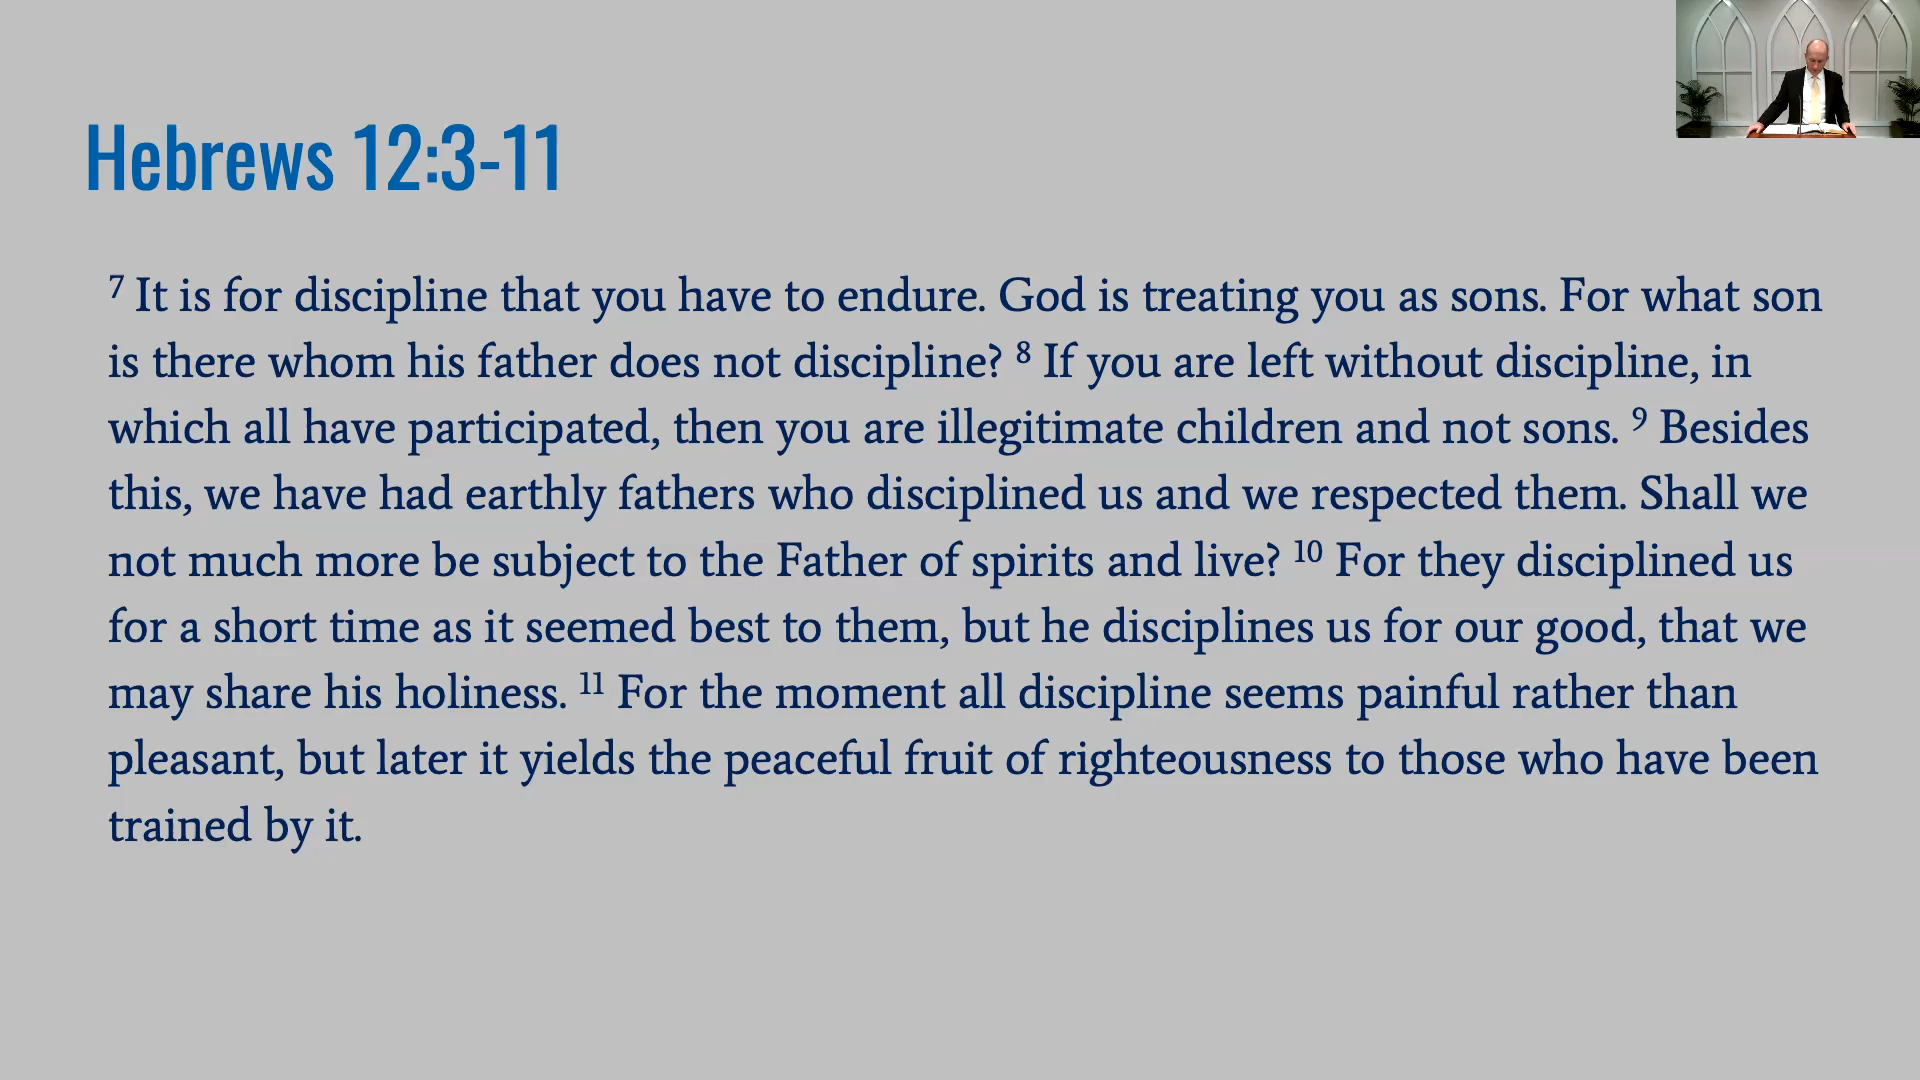 Hebrews 12:3-11
7 It is for discipline that you have to endure. God is treating you as sons. For what son
is there whom his father does not discipline? 8 If you are left without discipline, in
which all have participated, then you are illegitimate children and not sons. 9 Besides
this, we have had earthly fathers who disciplined us and we respected them. Shall we
not much more be subject to the Father of spirits and live? 10 For they disciplined us
for a short time as it seemed best to them, but he disciplines us for our good, that we
may share his holiness. 11 For the moment all discipline seems painful rather than
pleasant, but later it yields the peaceful fruit of righteousness to those who have been
trained by it.